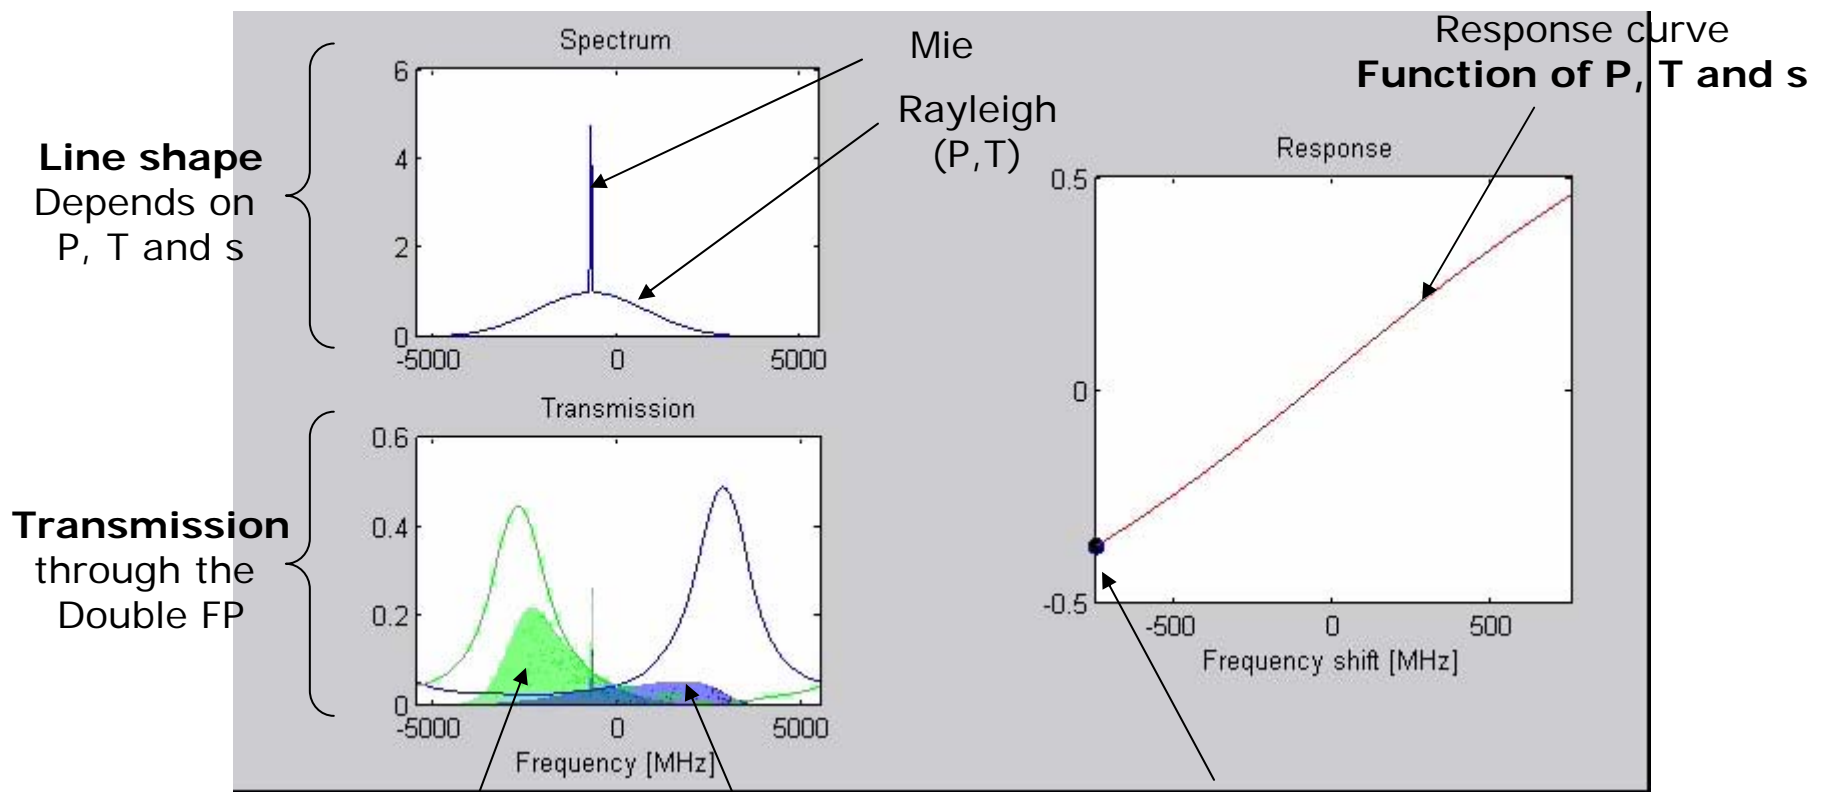 Line shape
Depends on
P, T and s
Spectrum
6
4
2
0
-5000
0
5000
Mie
Rayleigh
(P,T)
Response curve
Function of P, T and s
Response
0.5
0
-0.5
-500
0
500
Frequency shift [MHz]
Transmission
through the
Double FP
Transmission
0.6
0.4
0.2
0
-5000
0
5000
Frequency [MHz]